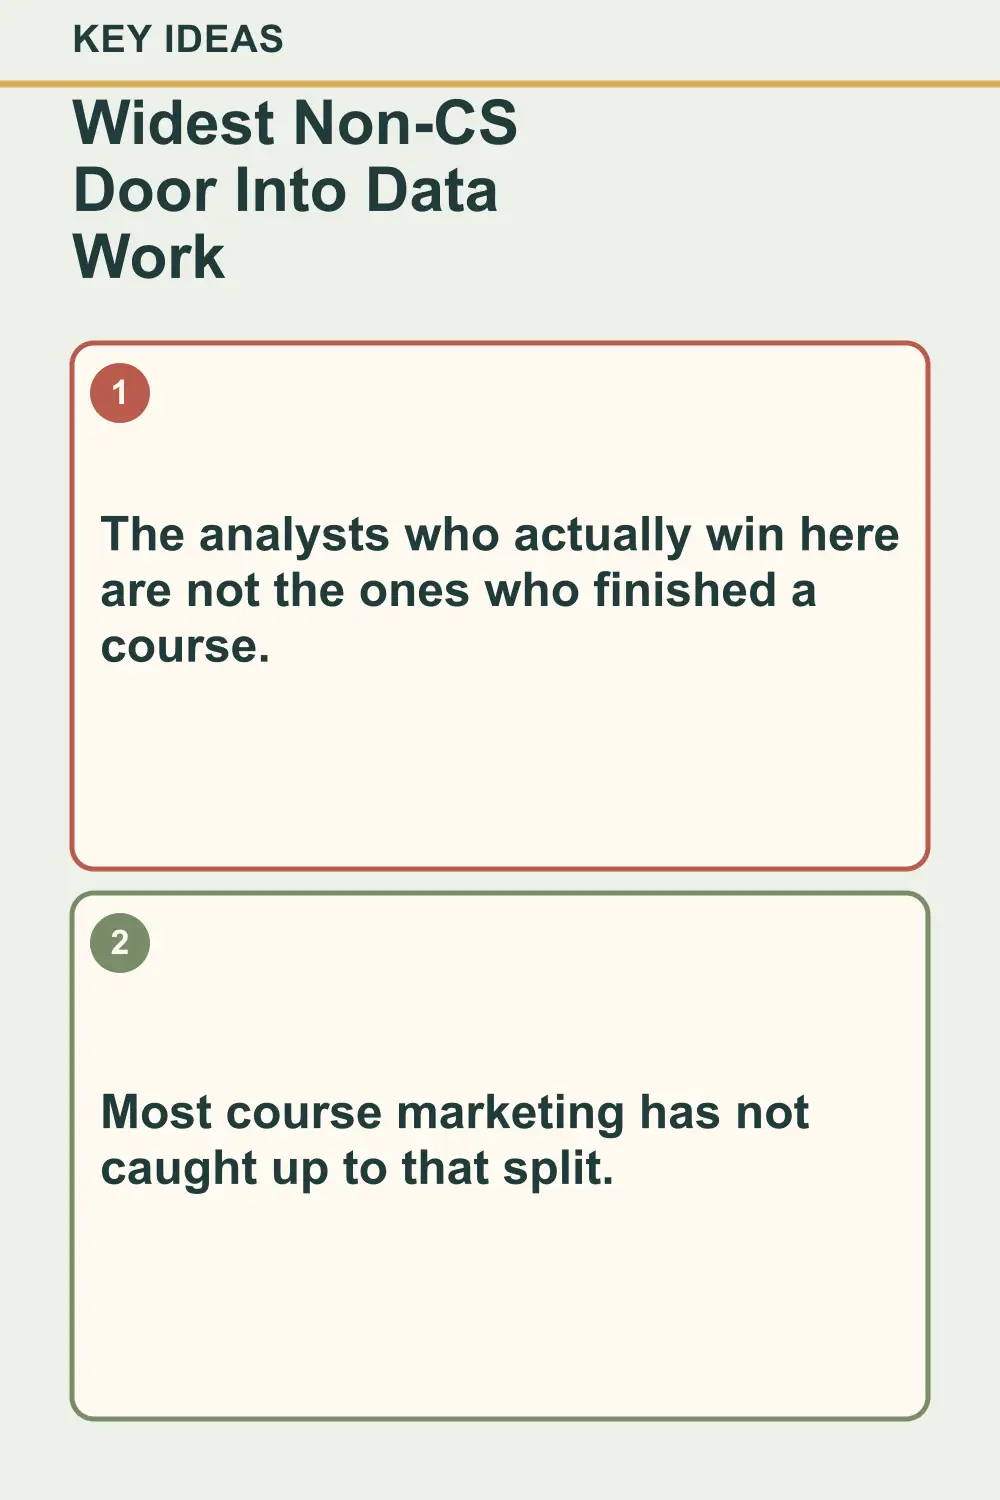 KEY IDEAS
Widest Non-CS
Door Into Data
Work
1
The analysts who actually win here
are not the ones who finished a
course.
2
Most course marketing has not
caught up to that split.